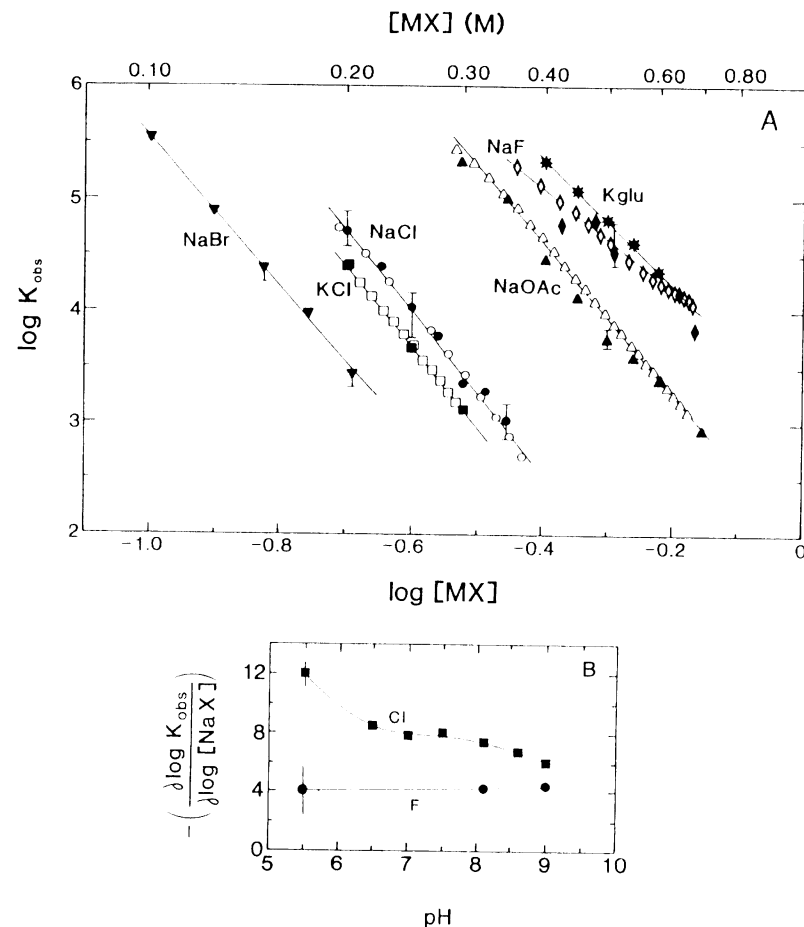 [MX] (M)
0.10 0.20 0.30 0.40 0.60 0.80
A
6
5
4
3
2
log K obs
NaBr
NaCl
KCl
NaF
Kglu
NaOAc
-1.0 -0.8 -0.6 -0.4 -0.2 0
log [MX]
B
12
8
4
0
-(∂log K obs / ∂log [NaX])
Cl
F
5 6 7 8 9 10
pH